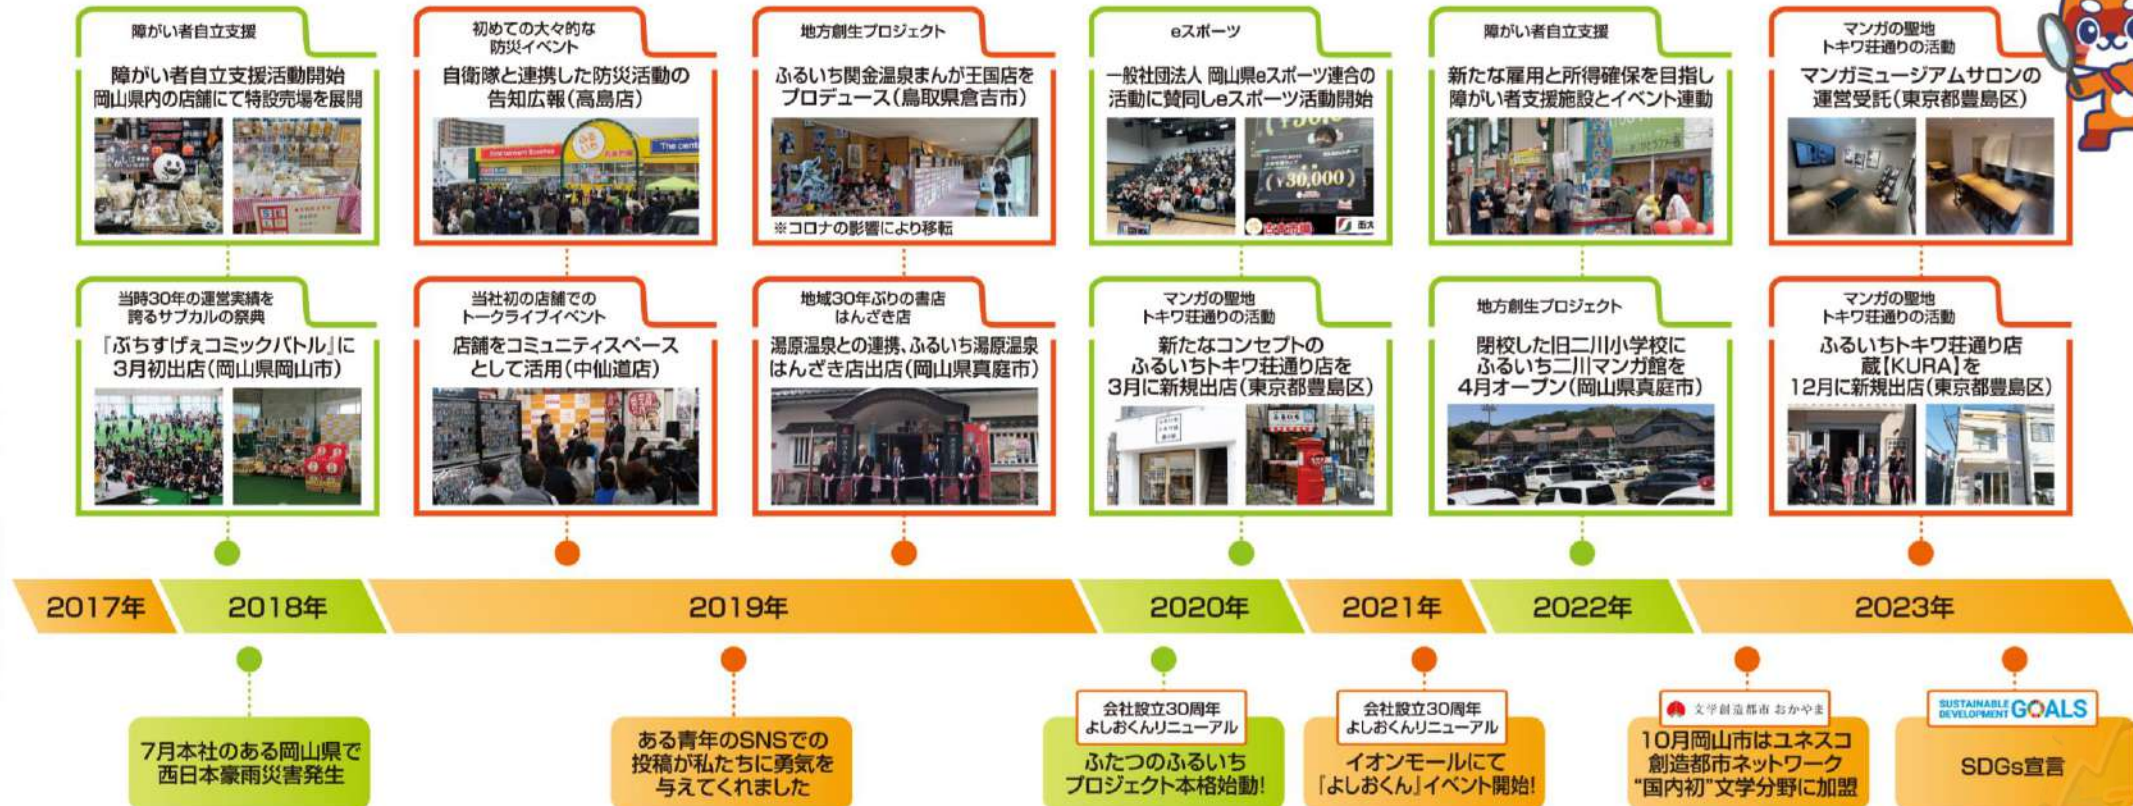 障がい者自立支援
障がい者自立支援活動開始
岡山県内の店舗にて特設売場を展開
初めての大々的な
防災イベント
自衛隊と連携した防災活動の
告知広報(高島店)
地方創生プロジェクト
ふるいち関金温泉まんが王国店を
プロデュース(鳥取県倉吉市)
※コロナの影響により移転
eスポーツ
一般社団法人 岡山県eスポーツ連合の
活動に賛同しeスポーツ活動開始
(¥30,000)
障がい者自立支援
新たな雇用と所得確保を目指し
障がい者支援施設とイベント連動
マンガの聖地
トキワ荘通りの活動
マンガミュージアムサロンの
運営受託(東京都豊島区)
当時30年の運営実績を
誇るサブカルの祭典
『ぶちすげぇコミックバトル』に
3月初出店(岡山県岡山市)
当社初の店舗での
トークライブイベント
店舗をコミュニティスペース
として活用(中仙道店)
地域30年ぶりの書店
はんざき店
湯原温泉との連携、ふるいち湯原温泉
はんざき店出店(岡山県真庭市)
マンガの聖地
トキワ荘通りの活動
新たなコンセプトの
ふるいちトキワ荘通り店を
3月に新規出店(東京都豊島区)
地方創生プロジェクト
閉校した旧二川小学校に
ふるいち二川マンガ館を
4月オープン(岡山県真庭市)
マンガの聖地
トキワ荘通りの活動
ふるいちトキワ荘通り店
蔵【KURA】を
12月に新規出店(東京都豊島区)
2017年
2018年
2019年
2020年
2021年
2022年
2023年
7月本社のある岡山県で
西日本豪雨災害発生
ある青年のSNSでの
投稿が私たちに勇気を
与えてくれました
会社設立30周年
よしおくんリニューアル
ふたつのふるいち
プロジェクト本格始動!
会社設立30周年
よしおくんリニューアル
イオンモールにて
『よしおくん』イベント開始!
文学創造都市 おかやま
10月岡山市はユネスコ
創造都市ネットワーク
“国内初”文学分野に加盟
SUSTAINABLE
DEVELOPMENT GOALS
SDGs宣言